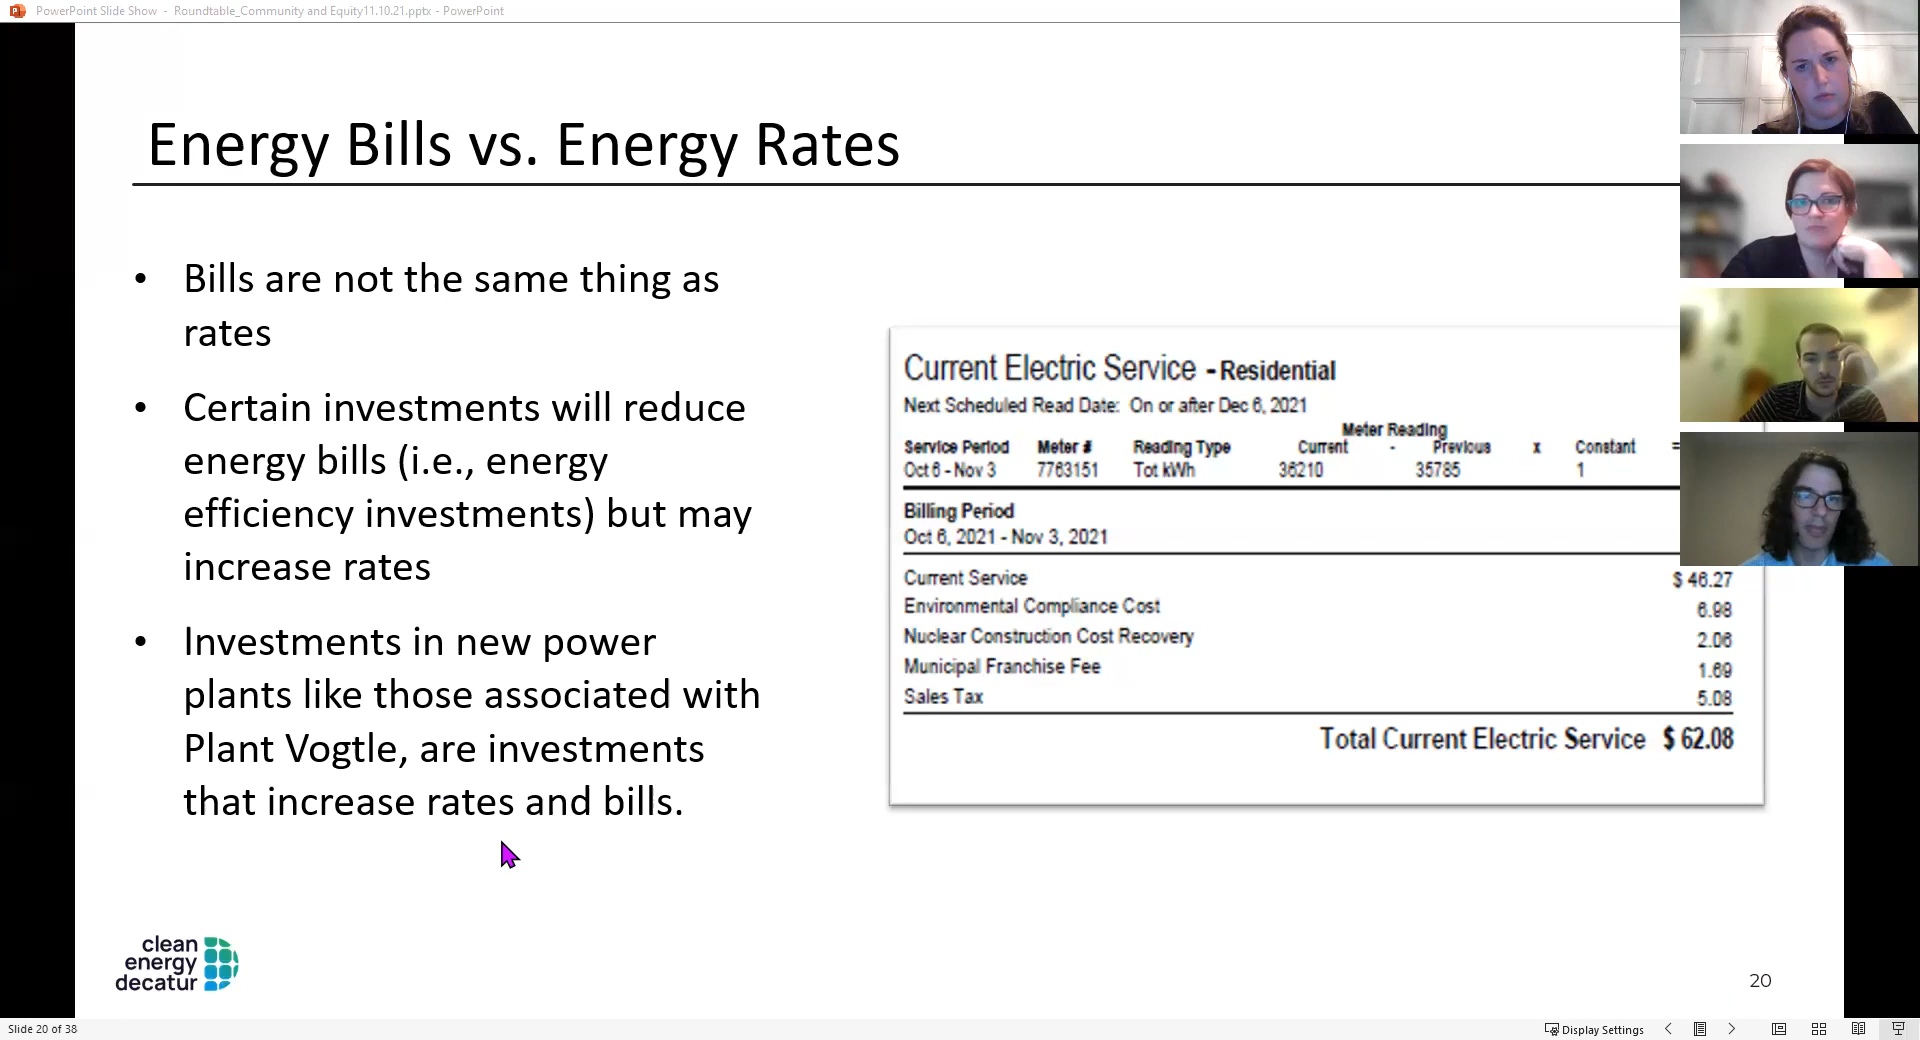 PowerPoint Slide Show - Roundtable_Community and Equity11.10.21.pptx - PowerPoint
Energy Bills vs. Energy Rates
• Bills are not the same thing as
rates
• Certain investments will reduce
energy bills (i.e., energy
efficiency investments) but may
increase rates
• Investments in new power
plants like those associated with
Plant Vogtle, are investments
that increase rates and bills.
Current Electric Service - Residential
Next Scheduled Read Date: On or after Dec 6, 2021
Meter Reading
Service Period Meter # Reading Type Current - Previous x Constant =
Oct 6 - Nov 3 7763151 Tot kWh 36210 35785 1
Billing Period
Oct 6, 2021 - Nov 3, 2021
Current Service $ 46.27
Environmental Compliance Cost 6.98
Nuclear Construction Cost Recovery 2.06
Municipal Franchise Fee 1.69
Sales Tax 5.08
Total Current Electric Service $ 62.08
clean
energy
decatur
20
Slide 20 of 38
Display Settings